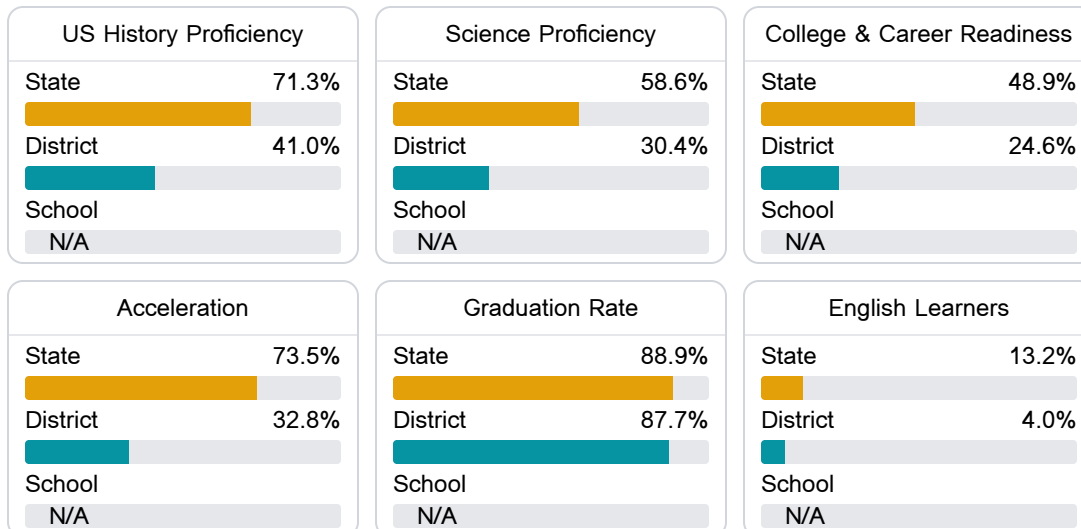 US History Proficiency
State 71.3%
District 41.0%
School
N/A
Science Proficiency
State 58.6%
District 30.4%
School
N/A
College & Career Readiness
State 48.9%
District 24.6%
School
N/A
Acceleration
State 73.5%
District 32.8%
School
N/A
Graduation Rate
State 88.9%
District 87.7%
School
N/A
English Learners
State 13.2%
District 4.0%
School
N/A